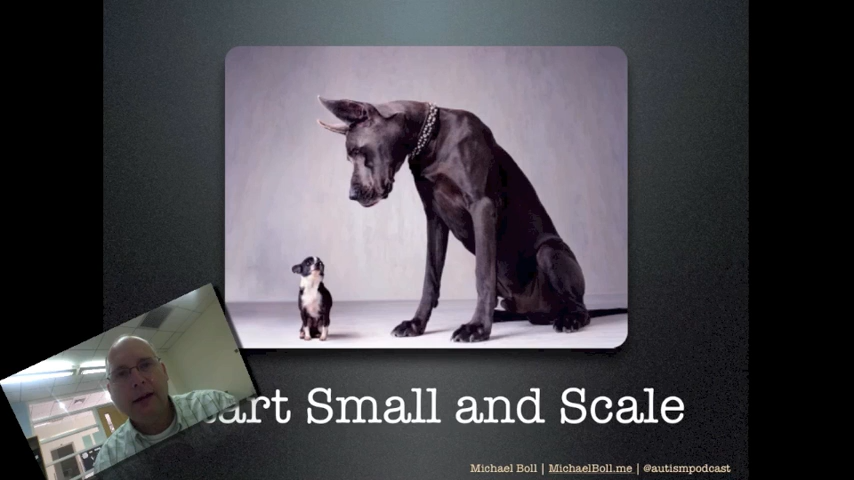 art Small and Scale
Michael Boll | MichaelBoll.me | @autismpodcast